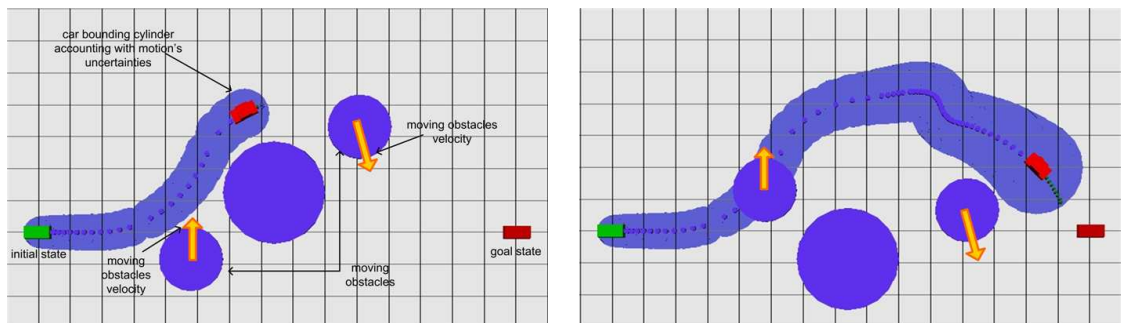 car bounding cylinder
accounting with motion's
uncertainties
moving obstacles
velocity
initial state
goal state
moving
obstacles
velocity
moving
obstacles